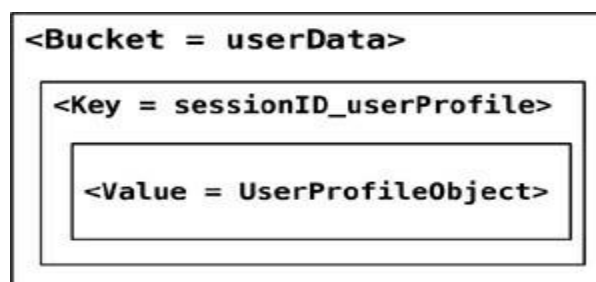 <Bucket = userData>
<Key = sessionID_userProfile>
<Value = UserProfileObject>